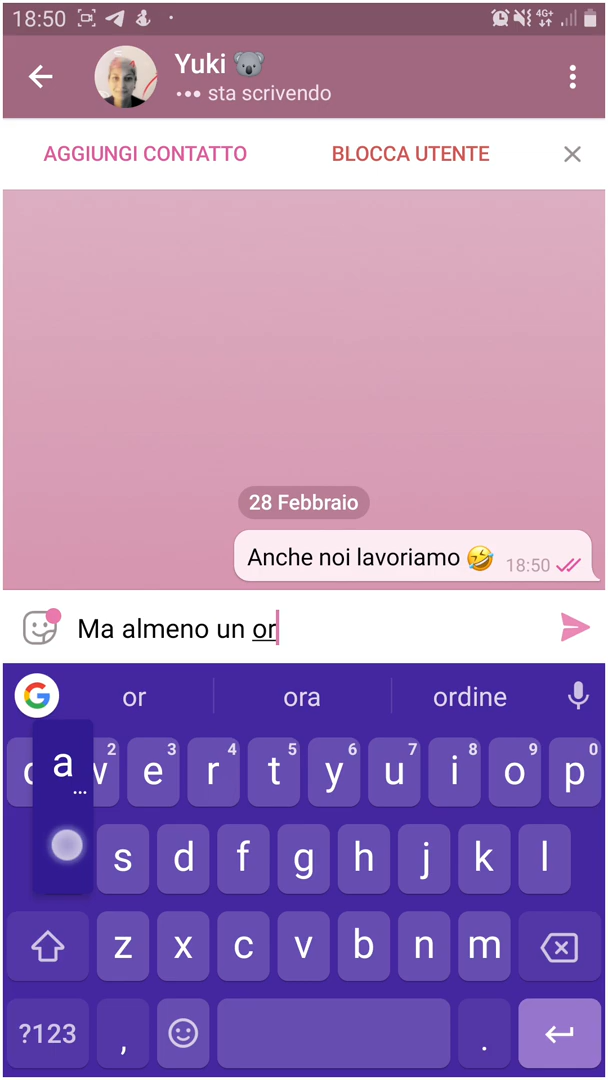 18:50 4G+
Yuki 🐨
••• sta scrivendo
AGGIUNGI CONTATTO BLOCCA UTENTE
28 Febbraio
Anche noi lavoriamo 🤣 18:50
Ma almeno un or
or ora ordine
w 2 e 3 r 4 t 5 y 6 u 7 i 8 o 9 p 0
a ... s d f g h j k l
z x c v b n m
?123 , .